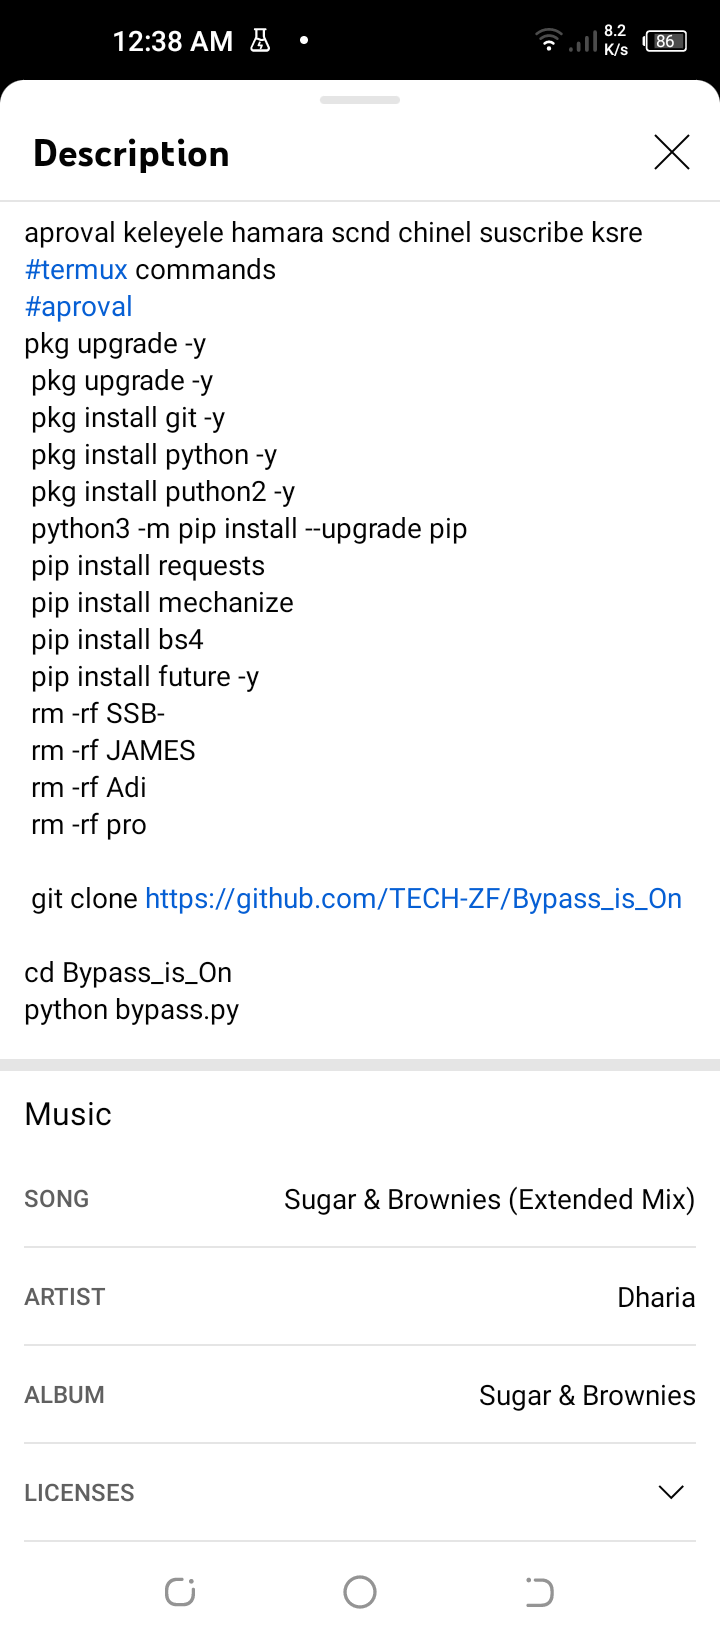 12:38 AM
8.2
K/s
86
Description
aproval keleyele hamara scnd chinel suscribe ksre
#termux commands
#aproval
pkg upgrade -y
pkg upgrade -y
pkg install git -y
pkg install python -y
pkg install puthon2 -y
python3 -m pip install --upgrade pip
pip install requests
pip install mechanize
pip install bs4
pip install future -y
rm -rf SSB-
rm -rf JAMES
rm -rf Adi
rm -rf pro
git clone https://github.com/TECH-ZF/Bypass_is_On
cd Bypass_is_On
python bypass.py
Music
SONG Sugar & Brownies (Extended Mix)
ARTIST Dharia
ALBUM Sugar & Brownies
LICENSES